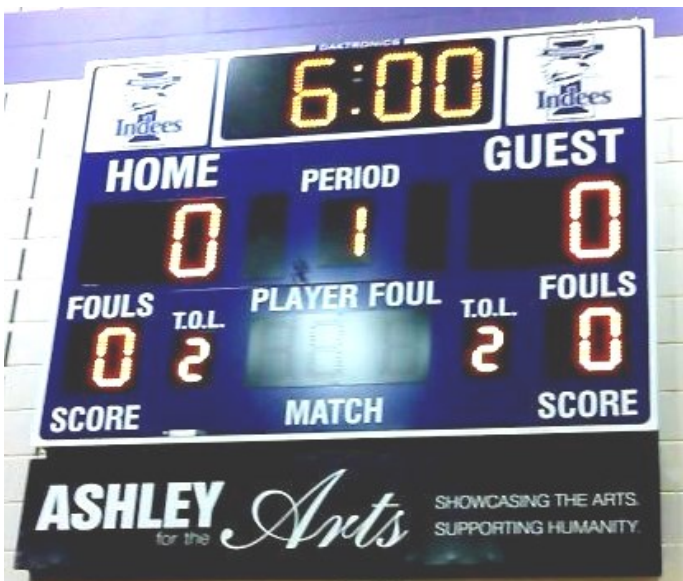 DAKTRONICS
Indees
6:00
Indees
HOME
PERIOD
GUEST
0
1
0
FOULS
T.O.L.
PLAYER FOUL
T.O.L.
FOULS
0
2
2
0
SCORE
MATCH
SCORE
ASHLEY for the Arts
SHOWCASING THE ARTS.
SUPPORTING HUMANITY.